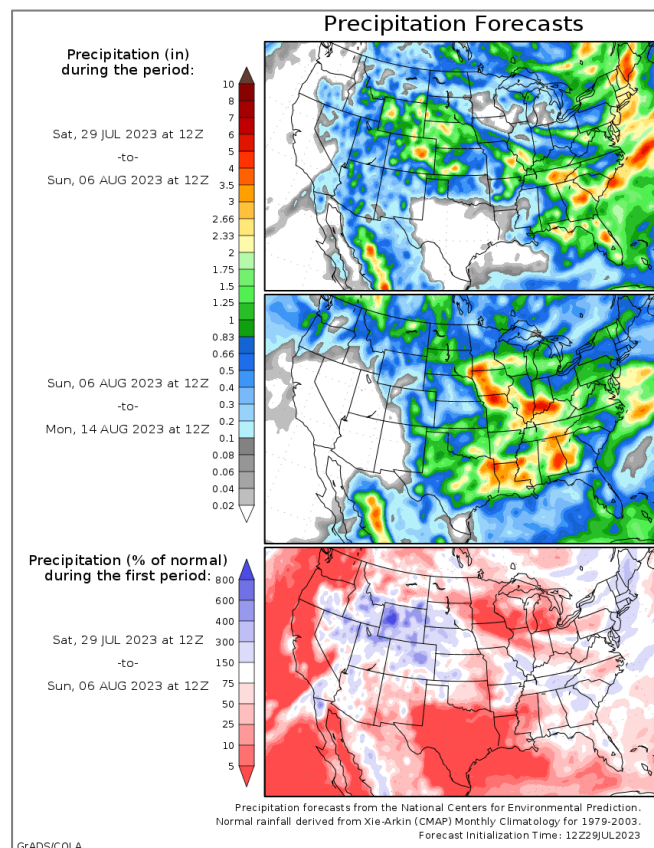 Precipitation Forecasts
Precipitation (in)
during the period:
Sat, 29 JUL 2023 at 12Z
-to-
Sun, 06 AUG 2023 at 12Z
10
8
7
6
5
4
3.5
3
2.66
2.33
2
1.75
1.5
1.25
1
0.83
0.66
0.5
0.4
0.3
0.2
0.1
0.08
0.06
0.04
0.02
Sun, 06 AUG 2023 at 12Z
-to-
Mon, 14 AUG 2023 at 12Z
Precipitation (% of normal)
during the first period:
Sat, 29 JUL 2023 at 12Z
-to-
Sun, 06 AUG 2023 at 12Z
800
600
400
300
150
75
50
25
10
5
Precipitation forecasts from the National Centers for Environmental Prediction.
Normal rainfall derived from Xie-Arkin (CMAP) Monthly Climatology for 1979-2003.
Forecast Initialization Time: 12Z29JUL2023
GrADS/COLA